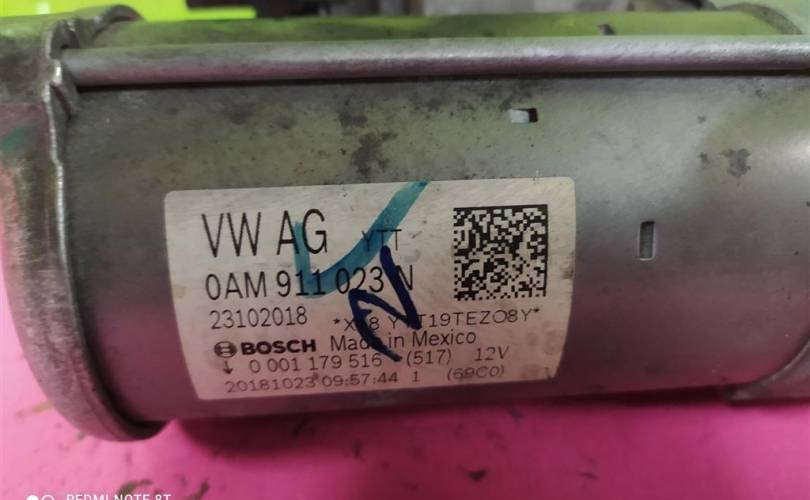 VW AG YTT
0AM 911 023 N
23102018 YTT19TEZO8Y*
BOSCH Made in Mexico
0 001 179 516 (517) 12V
20181023 09:57:44 1 (69C0)
N
REDMI NOTE 8T